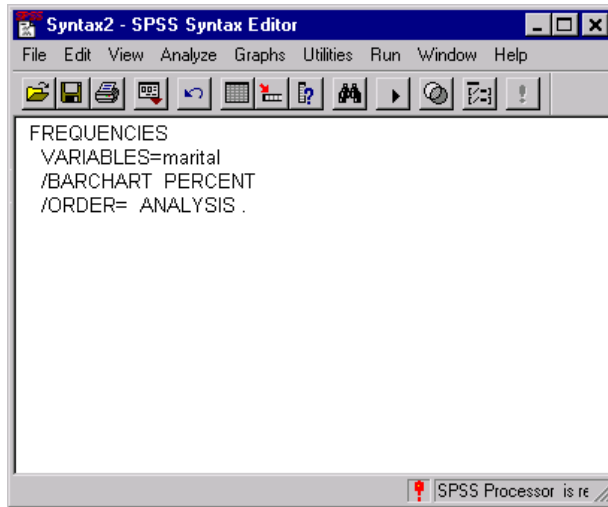 Syntax2 - SPSS Syntax Editor
File Edit View Analyze Graphs Utilities Run Window Help
FREQUENCIES
VARIABLES=marital
/BARCHART PERCENT
/ORDER= ANALYSIS .
SPSS Processor is re